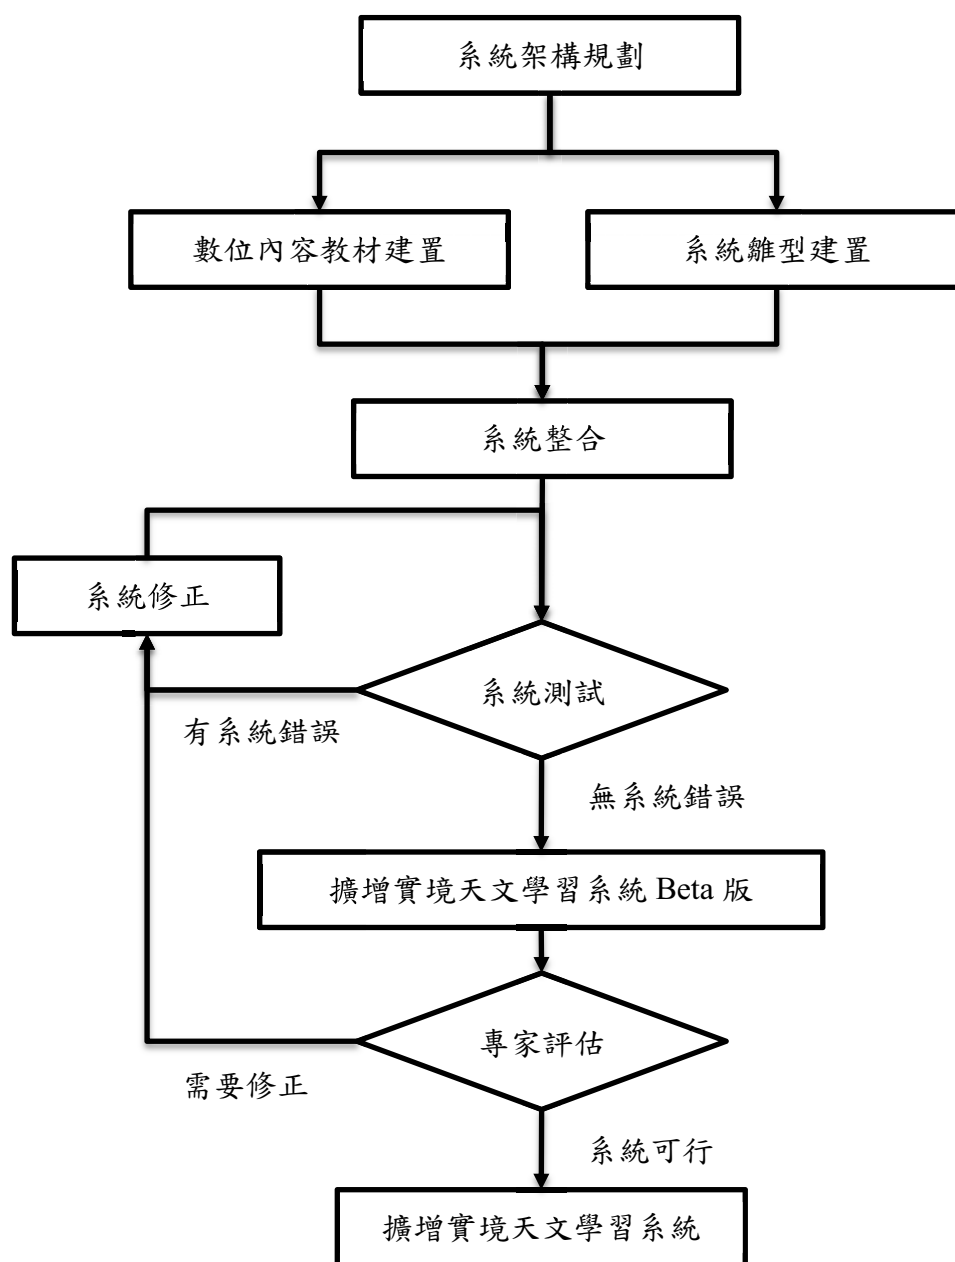 系統架構規劃
數位內容教材建置
系統雛型建置
系統整合
系統修正
系統測試
有系統錯誤
無系統錯誤
擴增實境天文學習系統 Beta 版
專家評估
需要修正
系統可行
擴增實境天文學習系統